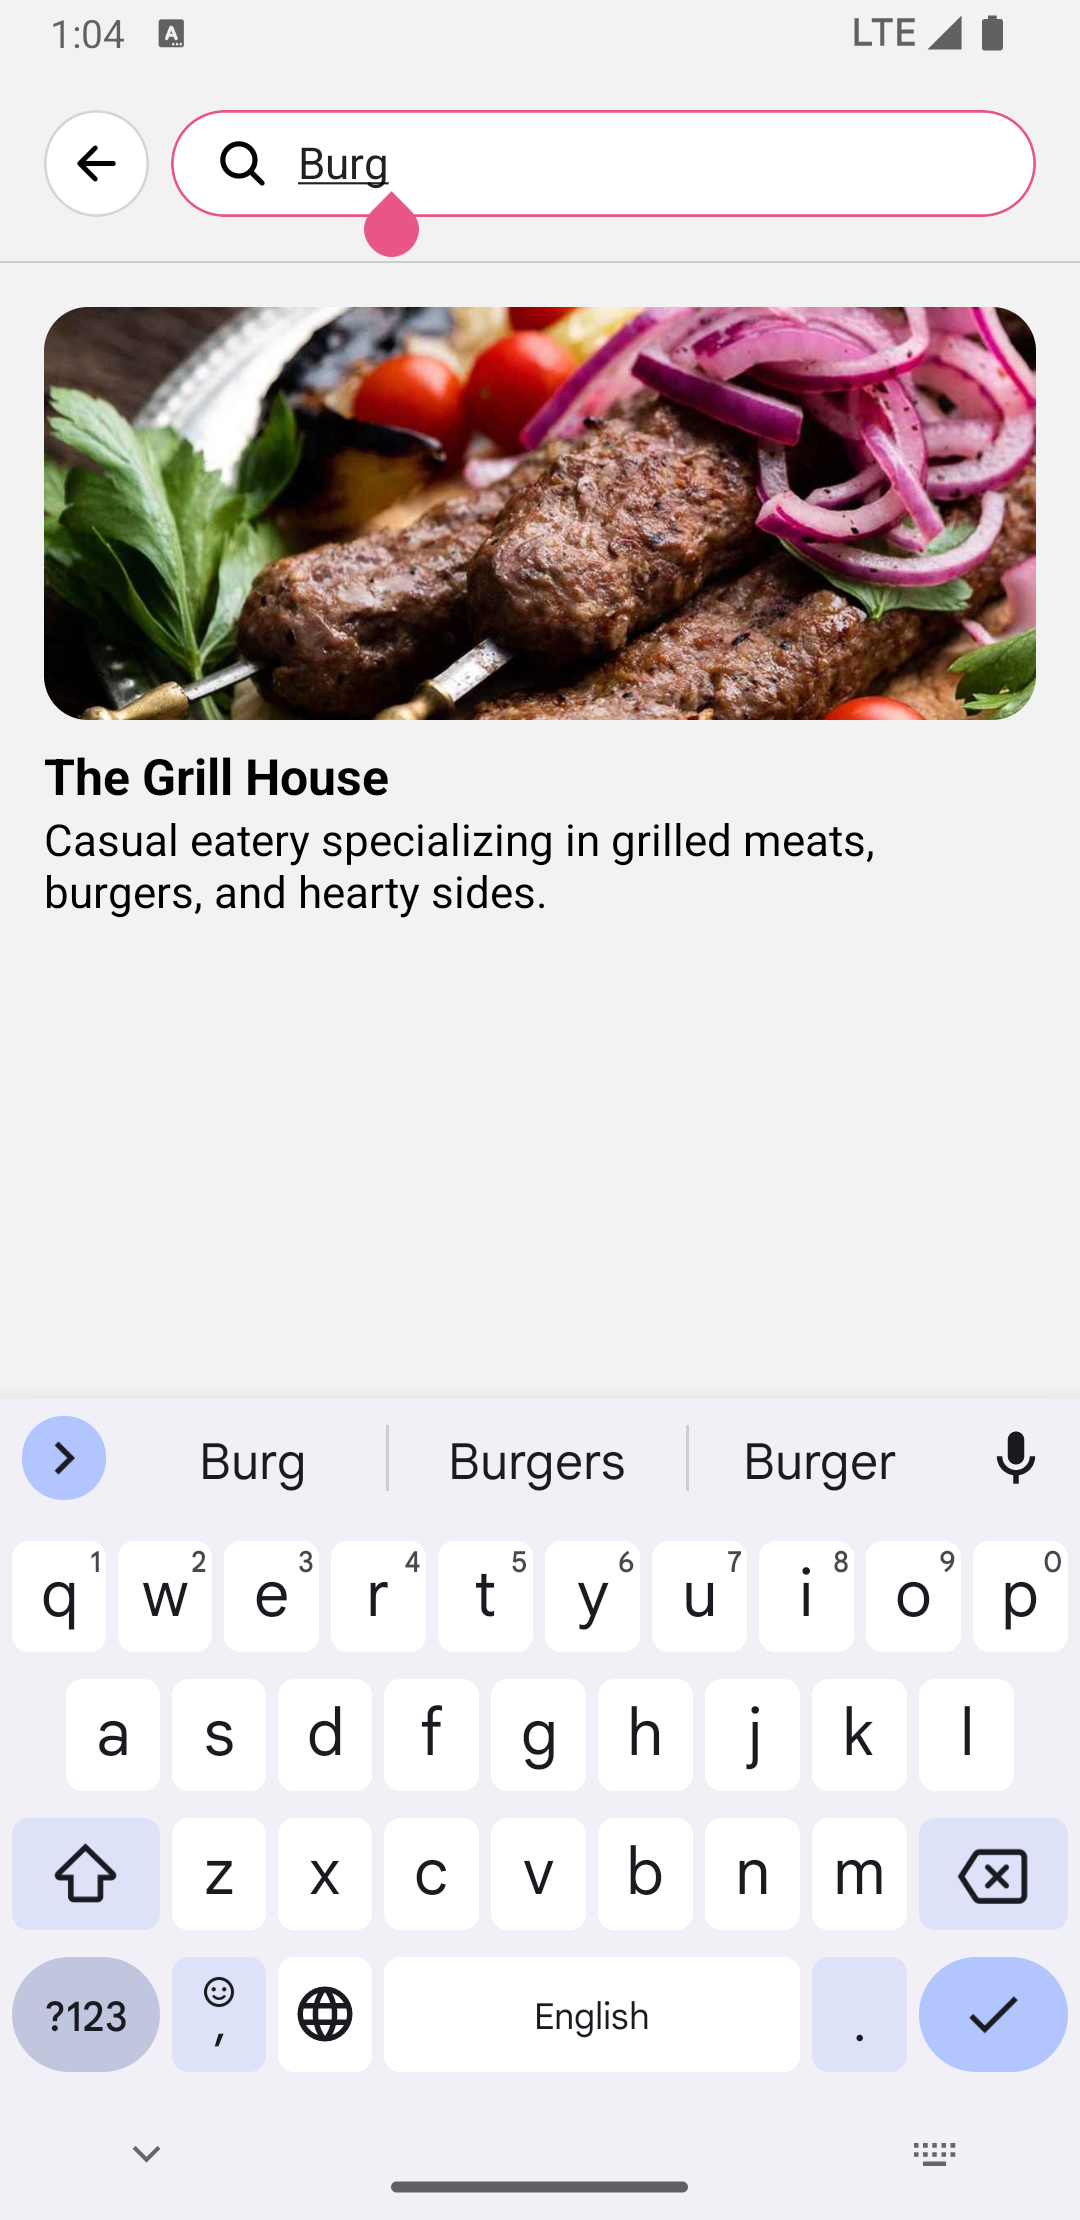 1:04 LTE
Burg
The Grill House
Casual eatery specializing in grilled meats,
burgers, and hearty sides.
Burg Burgers Burger
q1 w2 e3 r4 t5 y6 u7 i8 o9 p0
a s d f g h j k l
z x c v b n m
?123 , English .